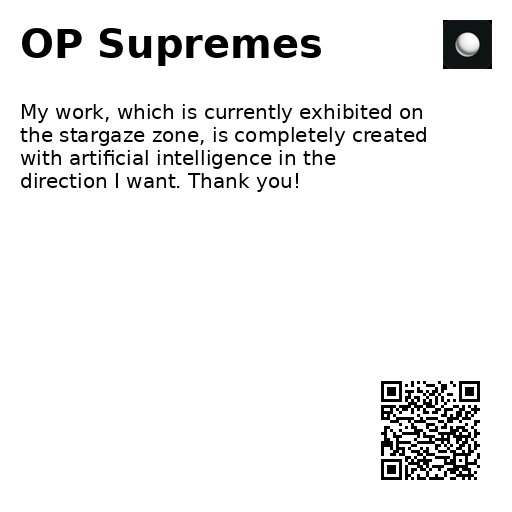 OP Supremes
My work, which is currently exhibited on
the stargaze zone, is completely created
with artificial intelligence in the
direction I want. Thank you!